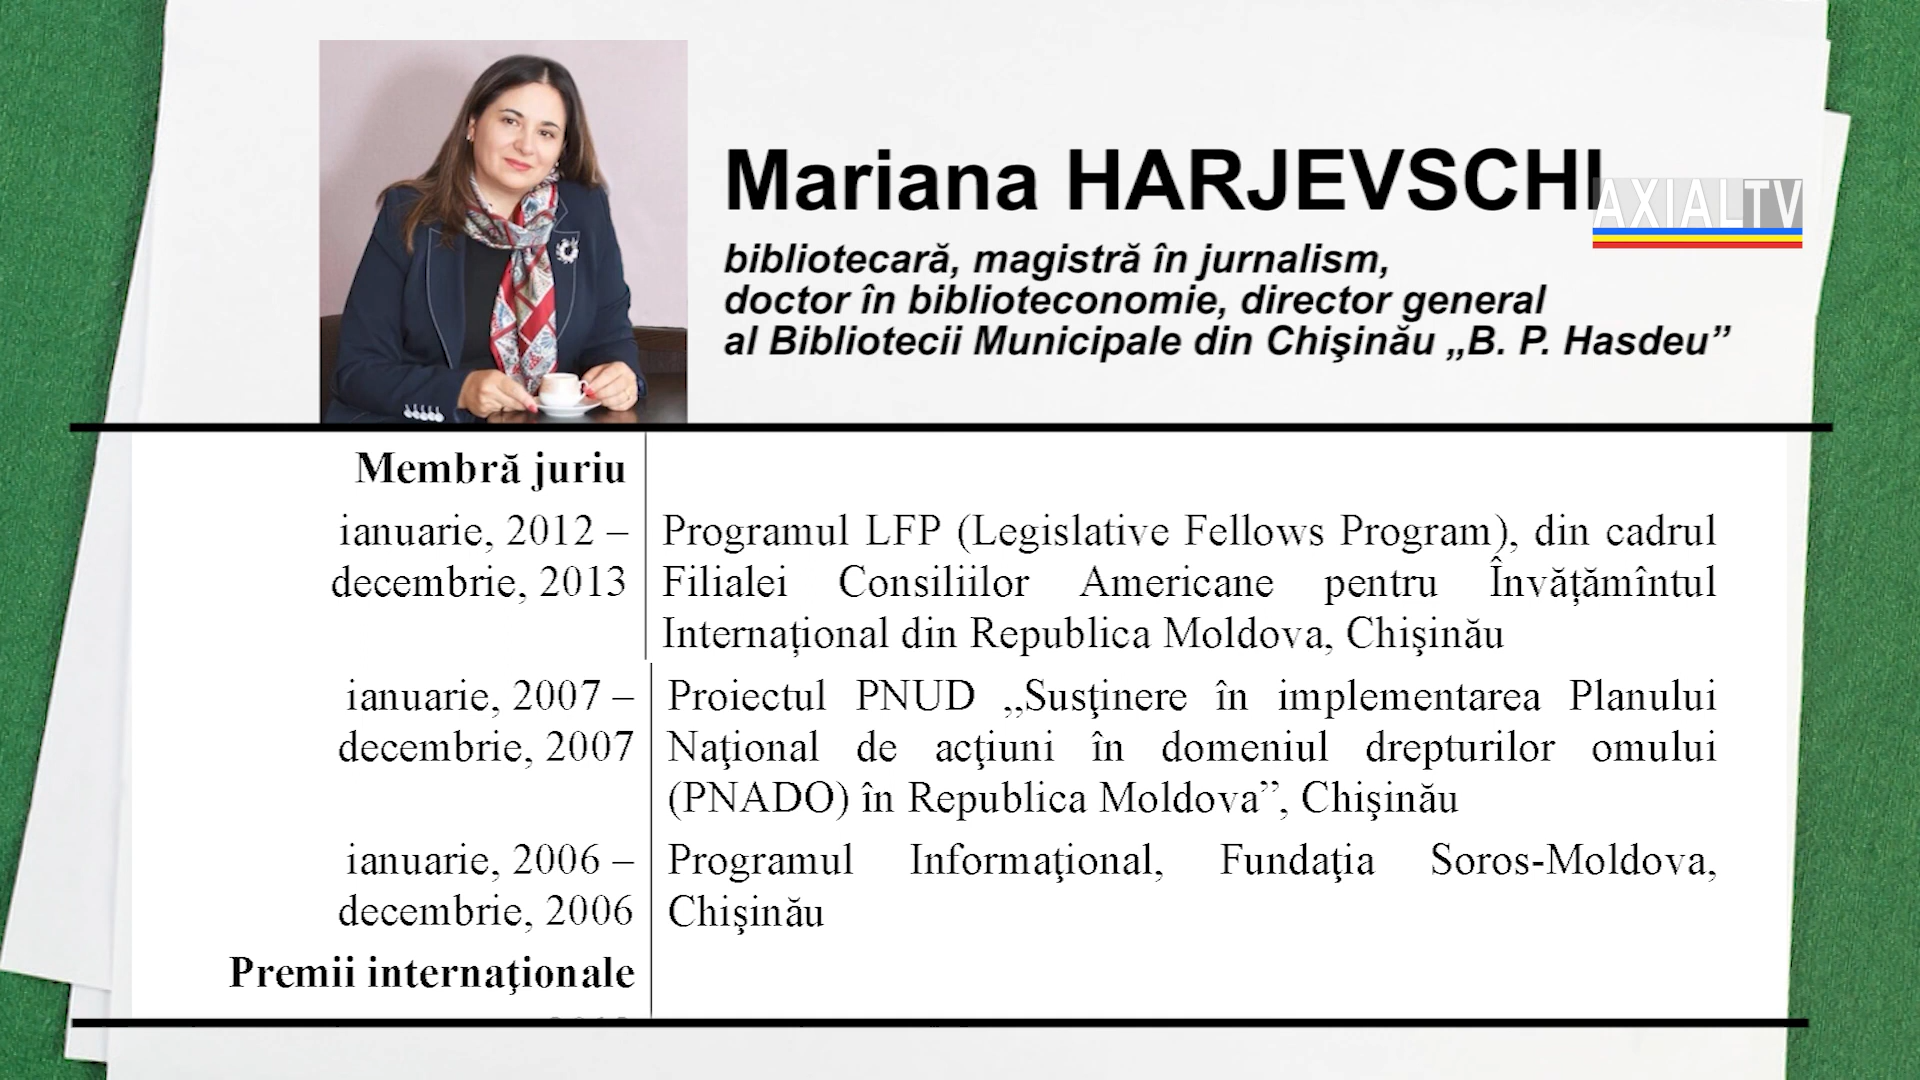 Mariana HARJEVSCHI
AXIALTV
bibliotecară, magistră în jurnalism,
doctor în biblioteconomie, director general
al Bibliotecii Municipale din Chişinău „B. P. Hasdeu”
Membră juriu
ianuarie, 2012 –
decembrie, 2013
Programul LFP (Legislative Fellows Program), din cadrul
Filialei Consiliilor Americane pentru Învățămîntul
Internațional din Republica Moldova, Chişinău
ianuarie, 2007 –
decembrie, 2007
Proiectul PNUD „Susţinere în implementarea Planului
Naţional de acţiuni în domeniul drepturilor omului
(PNADO) în Republica Moldova”, Chişinău
ianuarie, 2006 –
decembrie, 2006
Programul Informaţional, Fundaţia Soros-Moldova,
Chişinău
Premii internaţionale